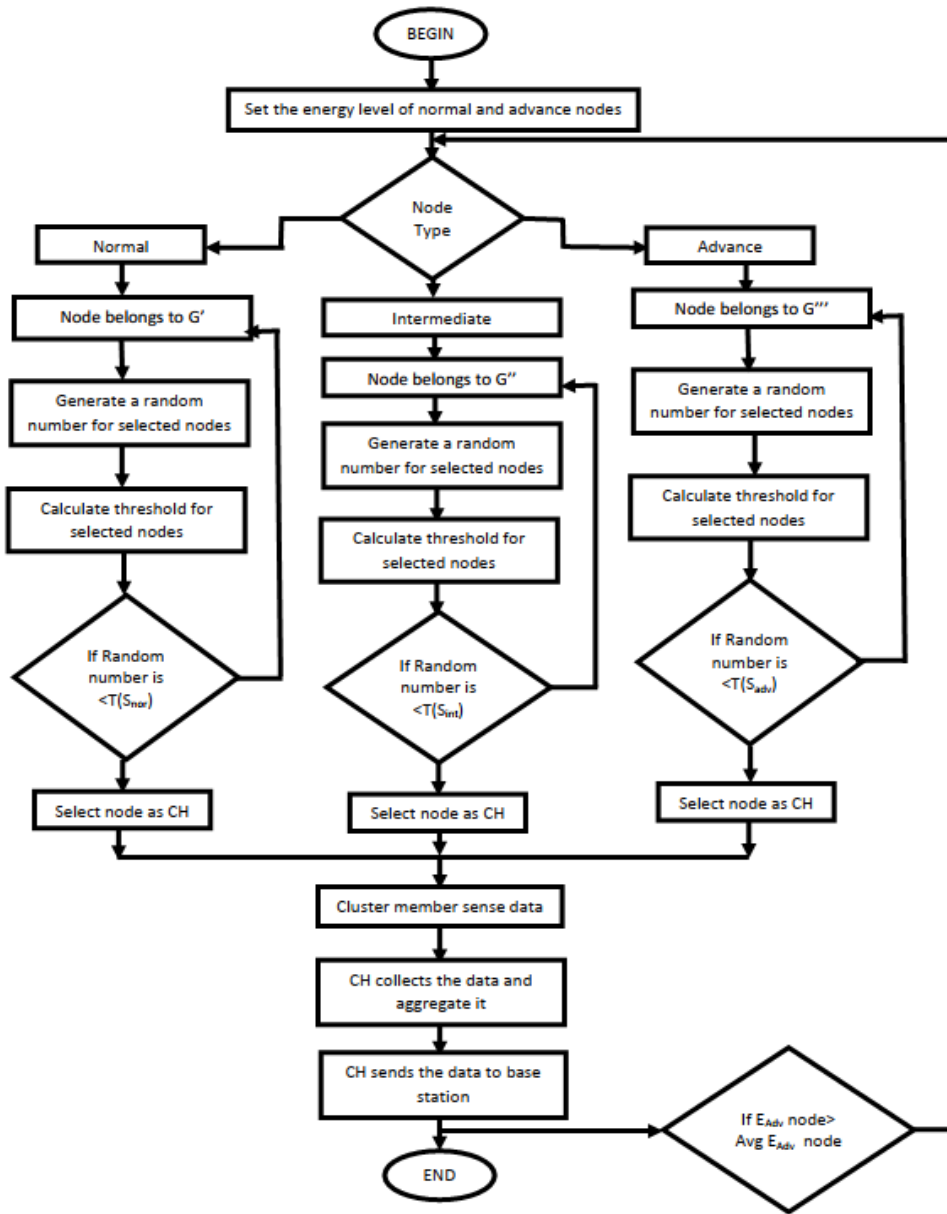 BEGIN
Set the energy level of normal and advance nodes
Node
Type
Normal
Advance
Node belongs to G'
Intermediate
Node belongs to G'''
Node belongs to G''
Generate a random
number for selected nodes
Generate a random
number for selected nodes
Generate a random
number for selected nodes
Calculate threshold for
selected nodes
Calculate threshold for
selected nodes
Calculate threshold for
selected nodes
If Random
number is
<T(Snor)
If Random
number is
<T(Sint)
If Random
number is
<T(Sadv)
Select node as CH
Select node as CH
Select node as CH
Cluster member sense data
CH collects the data and
aggregate it
CH sends the data to base
station
If EAdv node>
Avg EAdv node
END